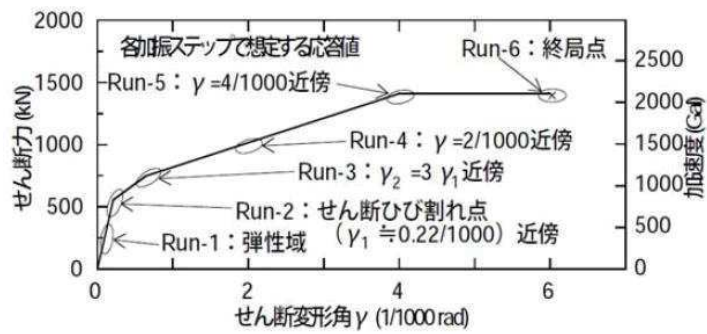 各加振ステップで想定する応答値
Run-6：終局点
Run-5：γ=4/1000近傍
Run-4：γ=2/1000近傍
Run-3：γ2=3 γ1近傍
Run-2：せん断ひび割れ点
（γ1≒0.22/1000）近傍
Run-1：弾性域
せん断力(kN)
2000
1500
1000
500
0
加速度(Gal)
2500
2000
1500
1000
500
0
0 2 4 6
せん断変形角γ (1/1000 rad)